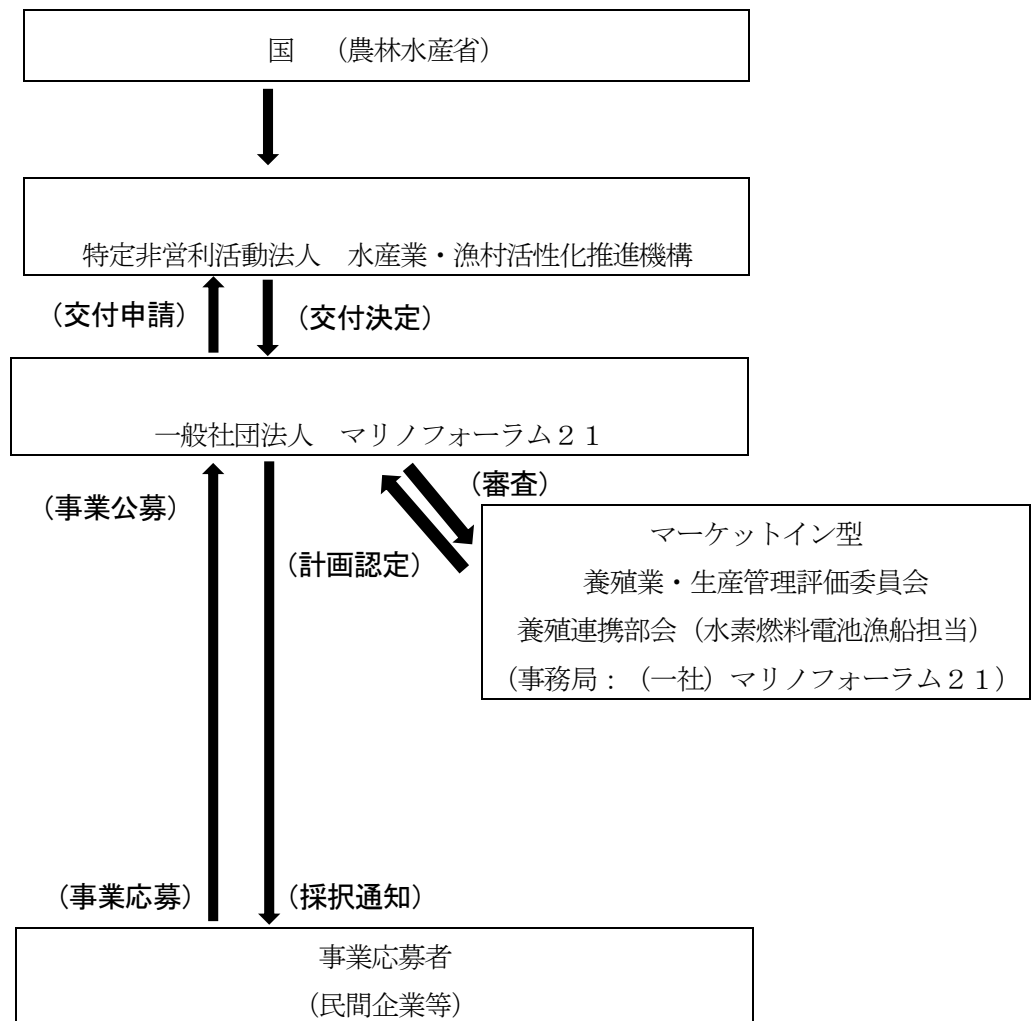 国　（農林水産省）
特定非営利活動法人　水産業・漁村活性化推進機構
（交付申請）
（交付決定）
一般社団法人　マリノフォーラム２１
（審査）
（事業公募）
マーケットイン型
（計画認定）
養殖業・生産管理評価委員会
養殖連携部会（水素燃料電池漁船担当）
（事務局：（一社）マリノフォーラム２１）
（事業応募）
（採択通知）
事業応募者
（民間企業等）